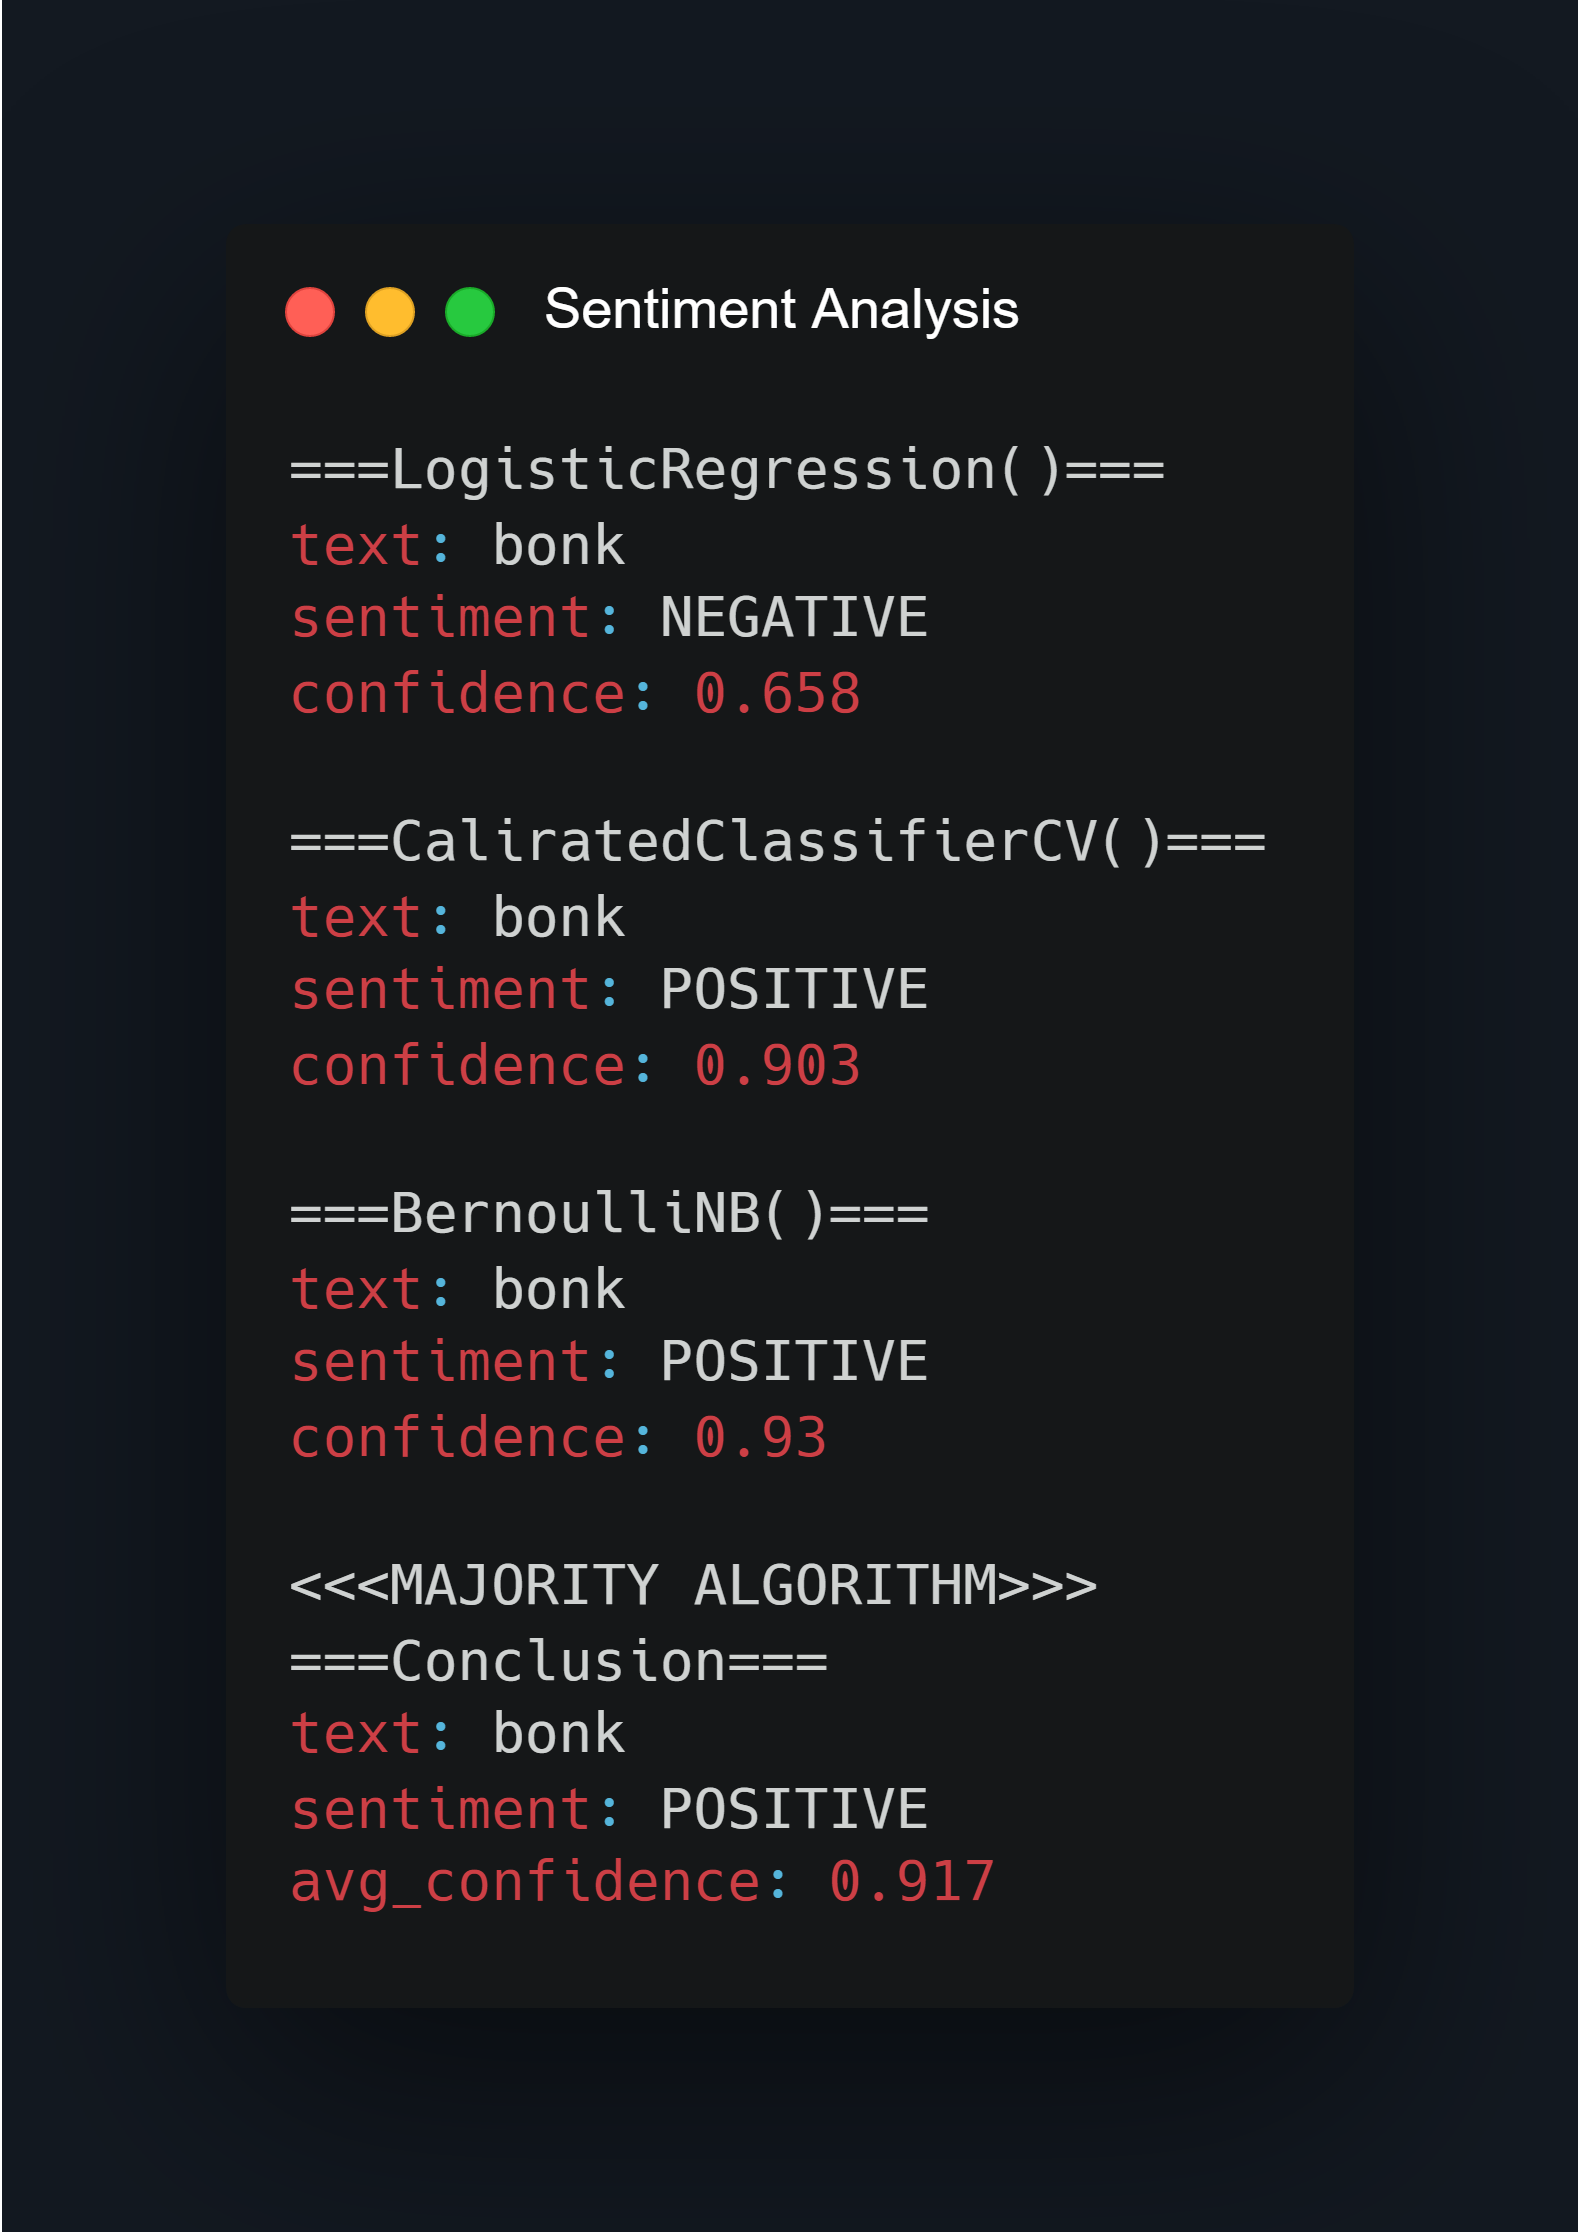 Sentiment Analysis
===LogisticRegression()===
text: bonk
sentiment: NEGATIVE
confidence: 0.658
===CaliratedClassifierCV()===
text: bonk
sentiment: POSITIVE
confidence: 0.903
===BernoulliNB()===
text: bonk
sentiment: POSITIVE
confidence: 0.93
<<<MAJORITY ALGORITHM>>>
===Conclusion===
text: bonk
sentiment: POSITIVE
avg_confidence: 0.917